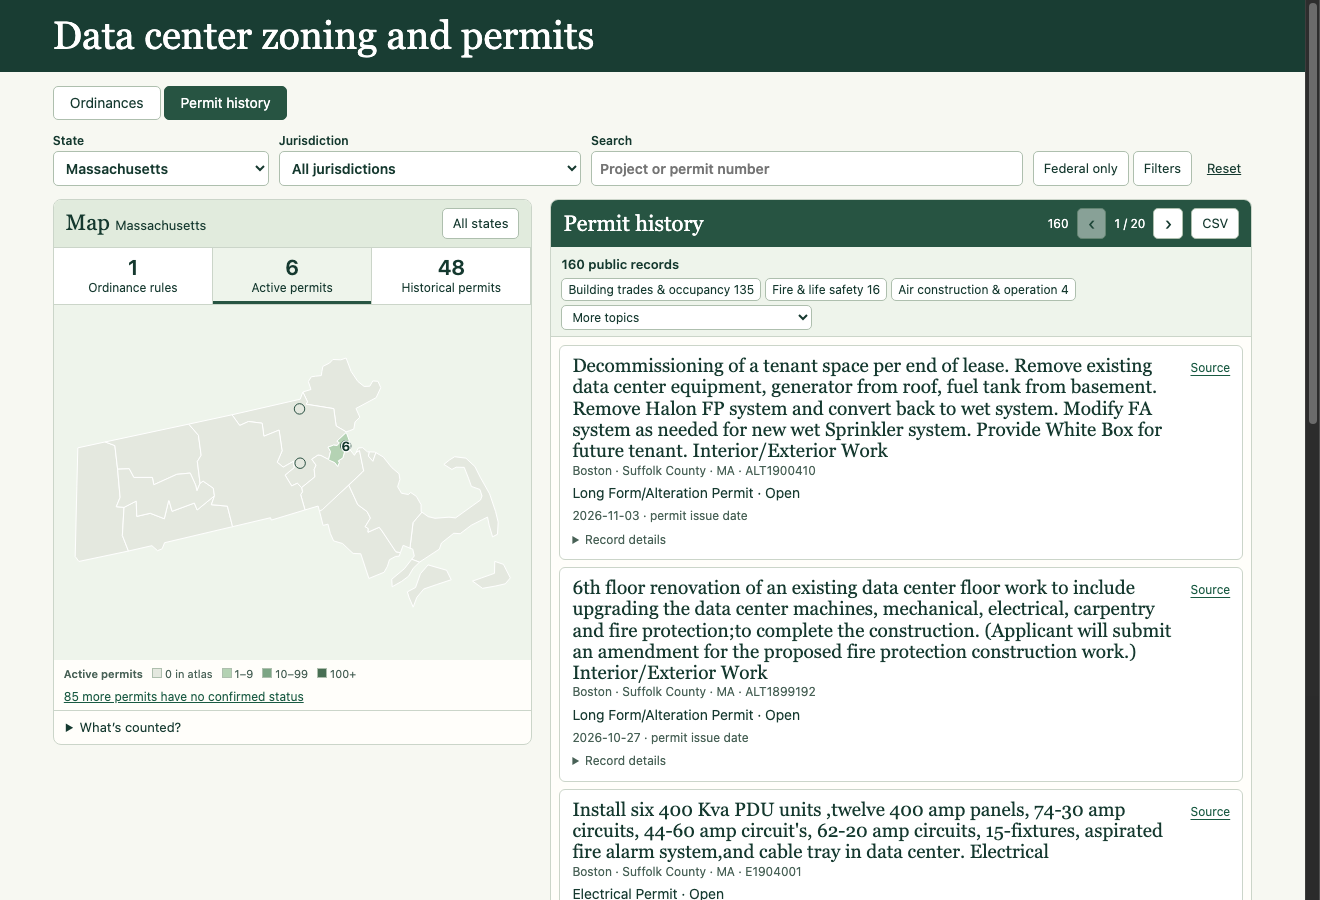 Data center zoning and permits
Ordinances
Permit history
State
Jurisdiction
Search
Massachusetts
All jurisdictions
Project or permit number
Federal only
Filters
Reset
Map Massachusetts
All states
1
Ordinance rules
6
Active permits
48
Historical permits
6
Active permits 0 in atlas 1–9 10–99 100+
85 more permits have no confirmed status
▶ What's counted?
Permit history
160 ‹ 1 / 20 › CSV
160 public records
Building trades & occupancy 135
Fire & life safety 16
Air construction & operation 4
More topics
Decommissioning of a tenant space per end of lease. Remove existing
data center equipment, generator from roof, fuel tank from basement.
Remove Halon FP system and convert back to wet system. Modify FA
system as needed for new wet Sprinkler system. Provide White Box for
future tenant. Interior/Exterior Work
Source
Boston · Suffolk County · MA · ALT1900410
Long Form/Alteration Permit · Open
2026-11-03 · permit issue date
▶ Record details
6th floor renovation of an existing data center floor work to include
upgrading the data center machines, mechanical, electrical, carpentry
and fire protection;to complete the construction. (Applicant will submit
an amendment for the proposed fire protection construction work.)
Interior/Exterior Work
Source
Boston · Suffolk County · MA · ALT1899192
Long Form/Alteration Permit · Open
2026-10-27 · permit issue date
▶ Record details
Install six 400 Kva PDU units ,twelve 400 amp panels, 74-30 amp
circuits, 44-60 amp circuit's, 62-20 amp circuits, 15-fixtures, aspirated
fire alarm system,and cable tray in data center. Electrical
Source
Boston · Suffolk County · MA · E1904001
Electrical Permit · Open